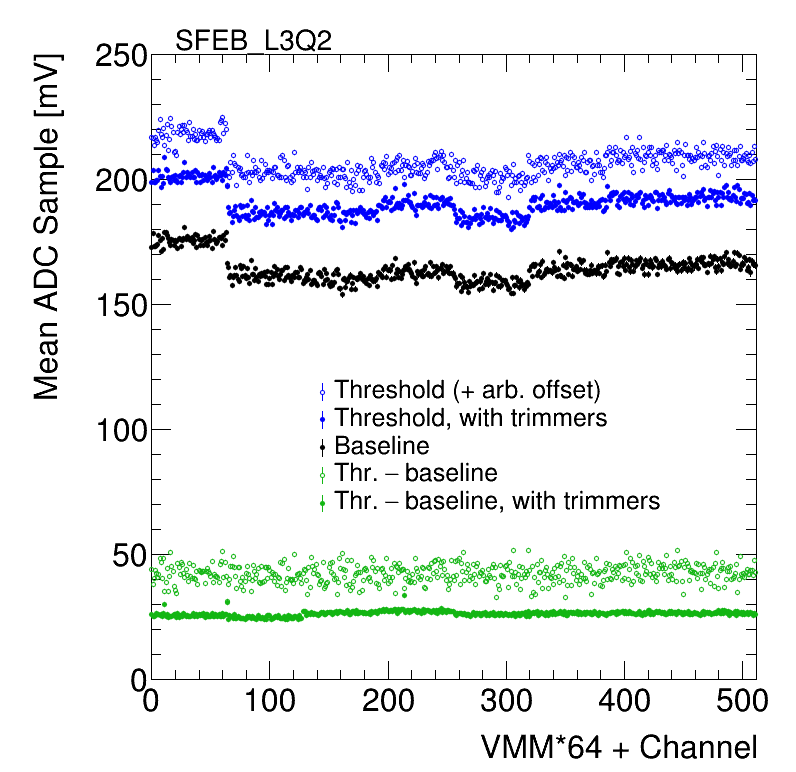 SFEB_L3Q2
Mean ADC Sample [mV]
250
200
150
100
50
0
Threshold (+ arb. offset)
Threshold, with trimmers
Baseline
Thr. – baseline
Thr. – baseline, with trimmers
0 100 200 300 400 500
VMM*64 + Channel